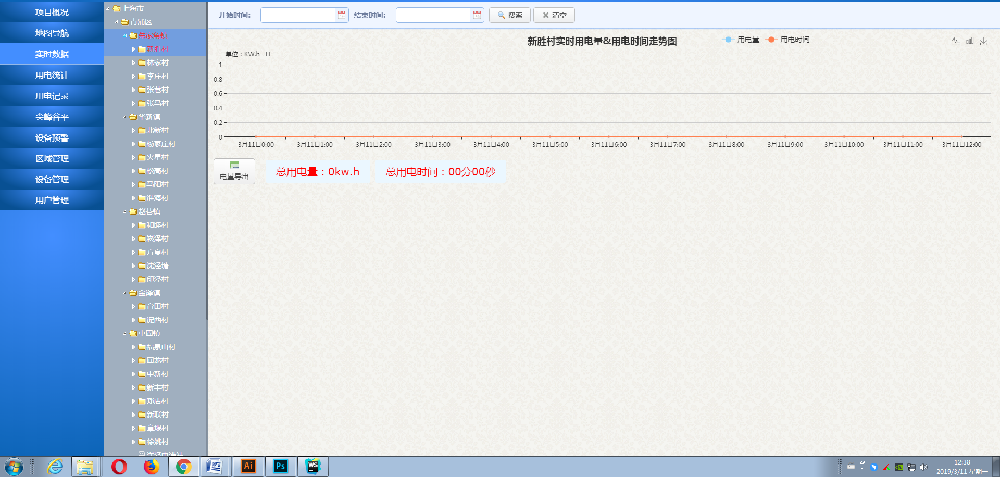 项目概况
地图导航
实时数据
用电统计
用电记录
尖峰谷平
设备预警
区域管理
设备管理
用户管理
上海市
青浦区
朱家角镇
新胜村
林家村
李庄村
张巷村
张马村
华新镇
北新村
杨家庄村
火星村
松高村
马阳村
淮海村
赵巷镇
和睦村
崧泽村
方夏村
沈泾塘
印泾村
金泽镇
育田村
淀西村
重固镇
福泉山村
回龙村
中新村
新丰村
郏店村
新联村
章堰村
徐姚村
洋泾电灌站
开始时间: 结束时间: 搜索 清空
新胜村实时用电量&用电时间走势图 用电量 用电时间
单位：KW.h H
1
0.8
0.6
0.4
0.2
0
3月11日0:00 3月11日1:00 3月11日2:00 3月11日3:00 3月11日4:00 3月11日5:00 3月11日6:00 3月11日7:00 3月11日8:00 3月11日9:00 3月11日10:00 3月11日11:00 3月11日12:00
电量导出
总用电量：0kw.h 总用电时间：00分00秒
Ai
Ps
WS
12:38
2019/3/11 星期一